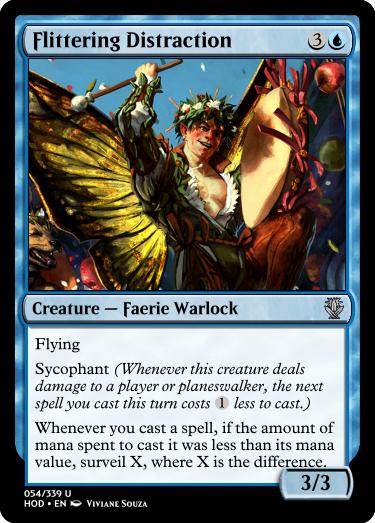 Flittering Distraction 3
Creature — Faerie Warlock
Flying
Sycophant (Whenever this creature deals
damage to a player or planeswalker, the next
spell you cast this turn costs 1 less to cast.)
Whenever you cast a spell, if the amount of
mana spent to cast it was less than its mana
value, surveil X, where X is the difference.
3/3
054/339 U
HOD • EN Viviane Souza